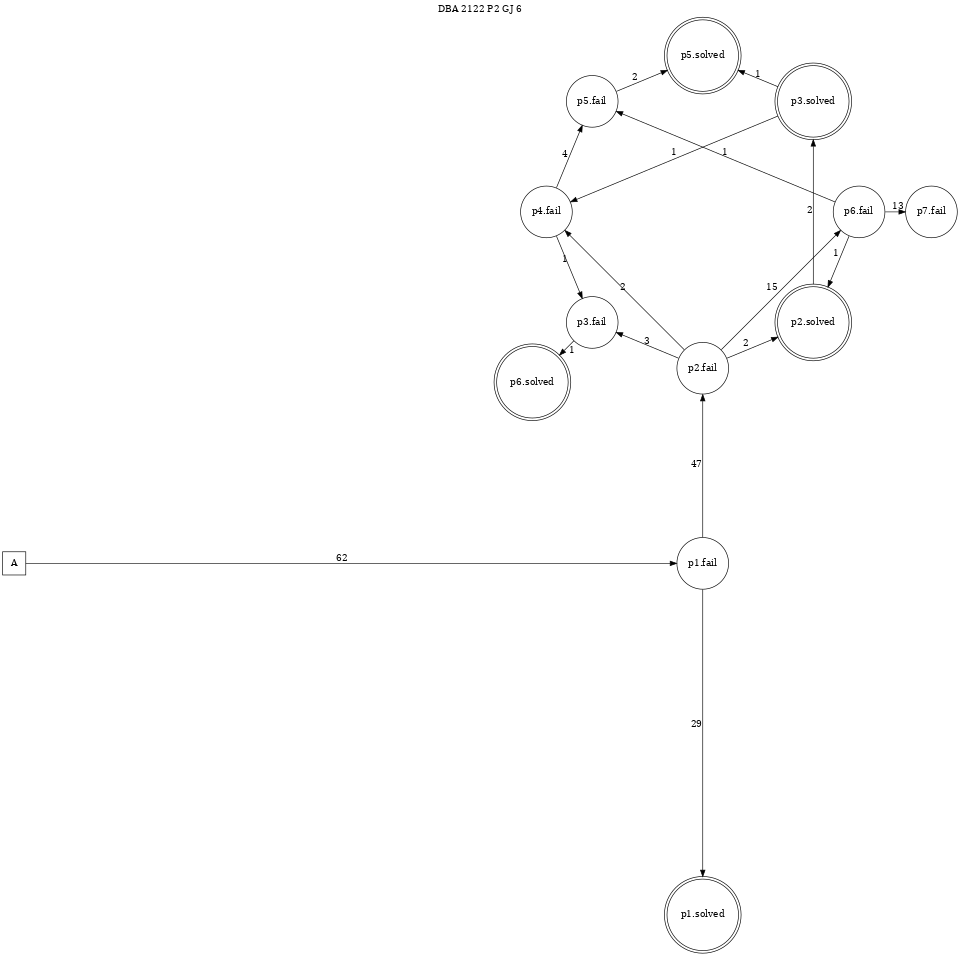 DBA 2122 P2 GJ 6
p5.solved
2
1
p5.fail
p3.solved
4
1
1
p4.fail
2
p6.fail
13
p7.fail
1
1
2
15
p3.fail
p2.solved
1
3
2
p6.solved
p2.fail
47
A
62
p1.fail
29
p1.solved